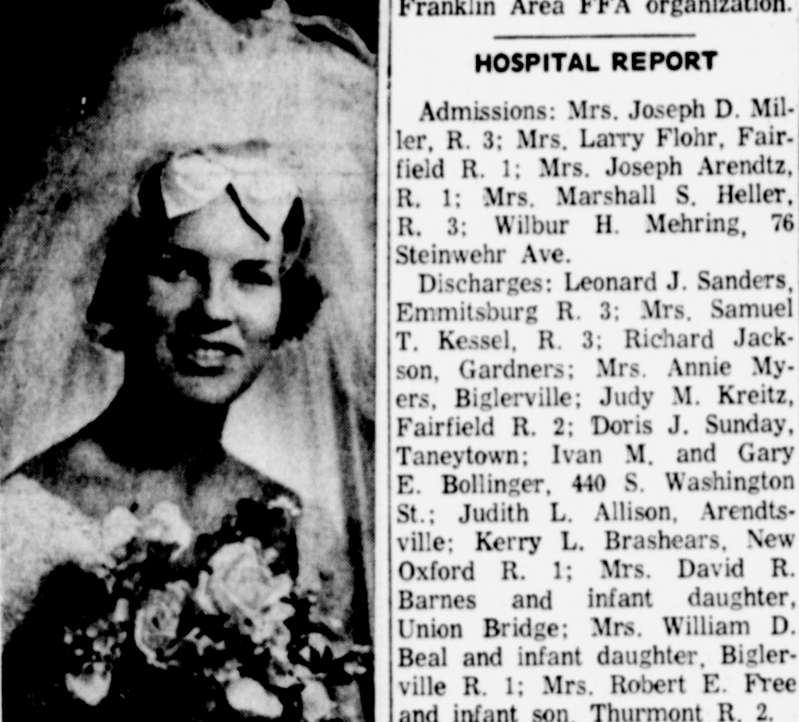 Franklin Area FFA organization.
HOSPITAL REPORT
Admissions: Mrs. Joseph D. Mil-
ler, R. 3; Mrs. Larry Flohr, Fair-
field R. 1; Mrs. Joseph Arendtz,
R. 1; Mrs. Marshall S. Heller,
R. 3; Wilbur H. Mehring, 76
Steinwehr Ave.
Discharges: Leonard J. Sanders,
Emmitsburg R. 3; Mrs. Samuel
T. Kessel, R. 3; Richard Jack-
son, Gardners; Mrs. Annie My-
ers, Biglerville; Judy M. Kreitz,
Fairfield R. 2; Doris J. Sunday,
Taneytown; Ivan M. and Gary
E. Bollinger, 440 S. Washington
St.; Judith L. Allison, Arendts-
ville; Kerry L. Brashears, New
Oxford R. 1; Mrs. David R.
Barnes and infant daughter,
Union Bridge; Mrs. William D.
Beal and infant daughter, Bigler-
ville R. 1; Mrs. Robert E. Free
and infant son, Thurmont R. 2.